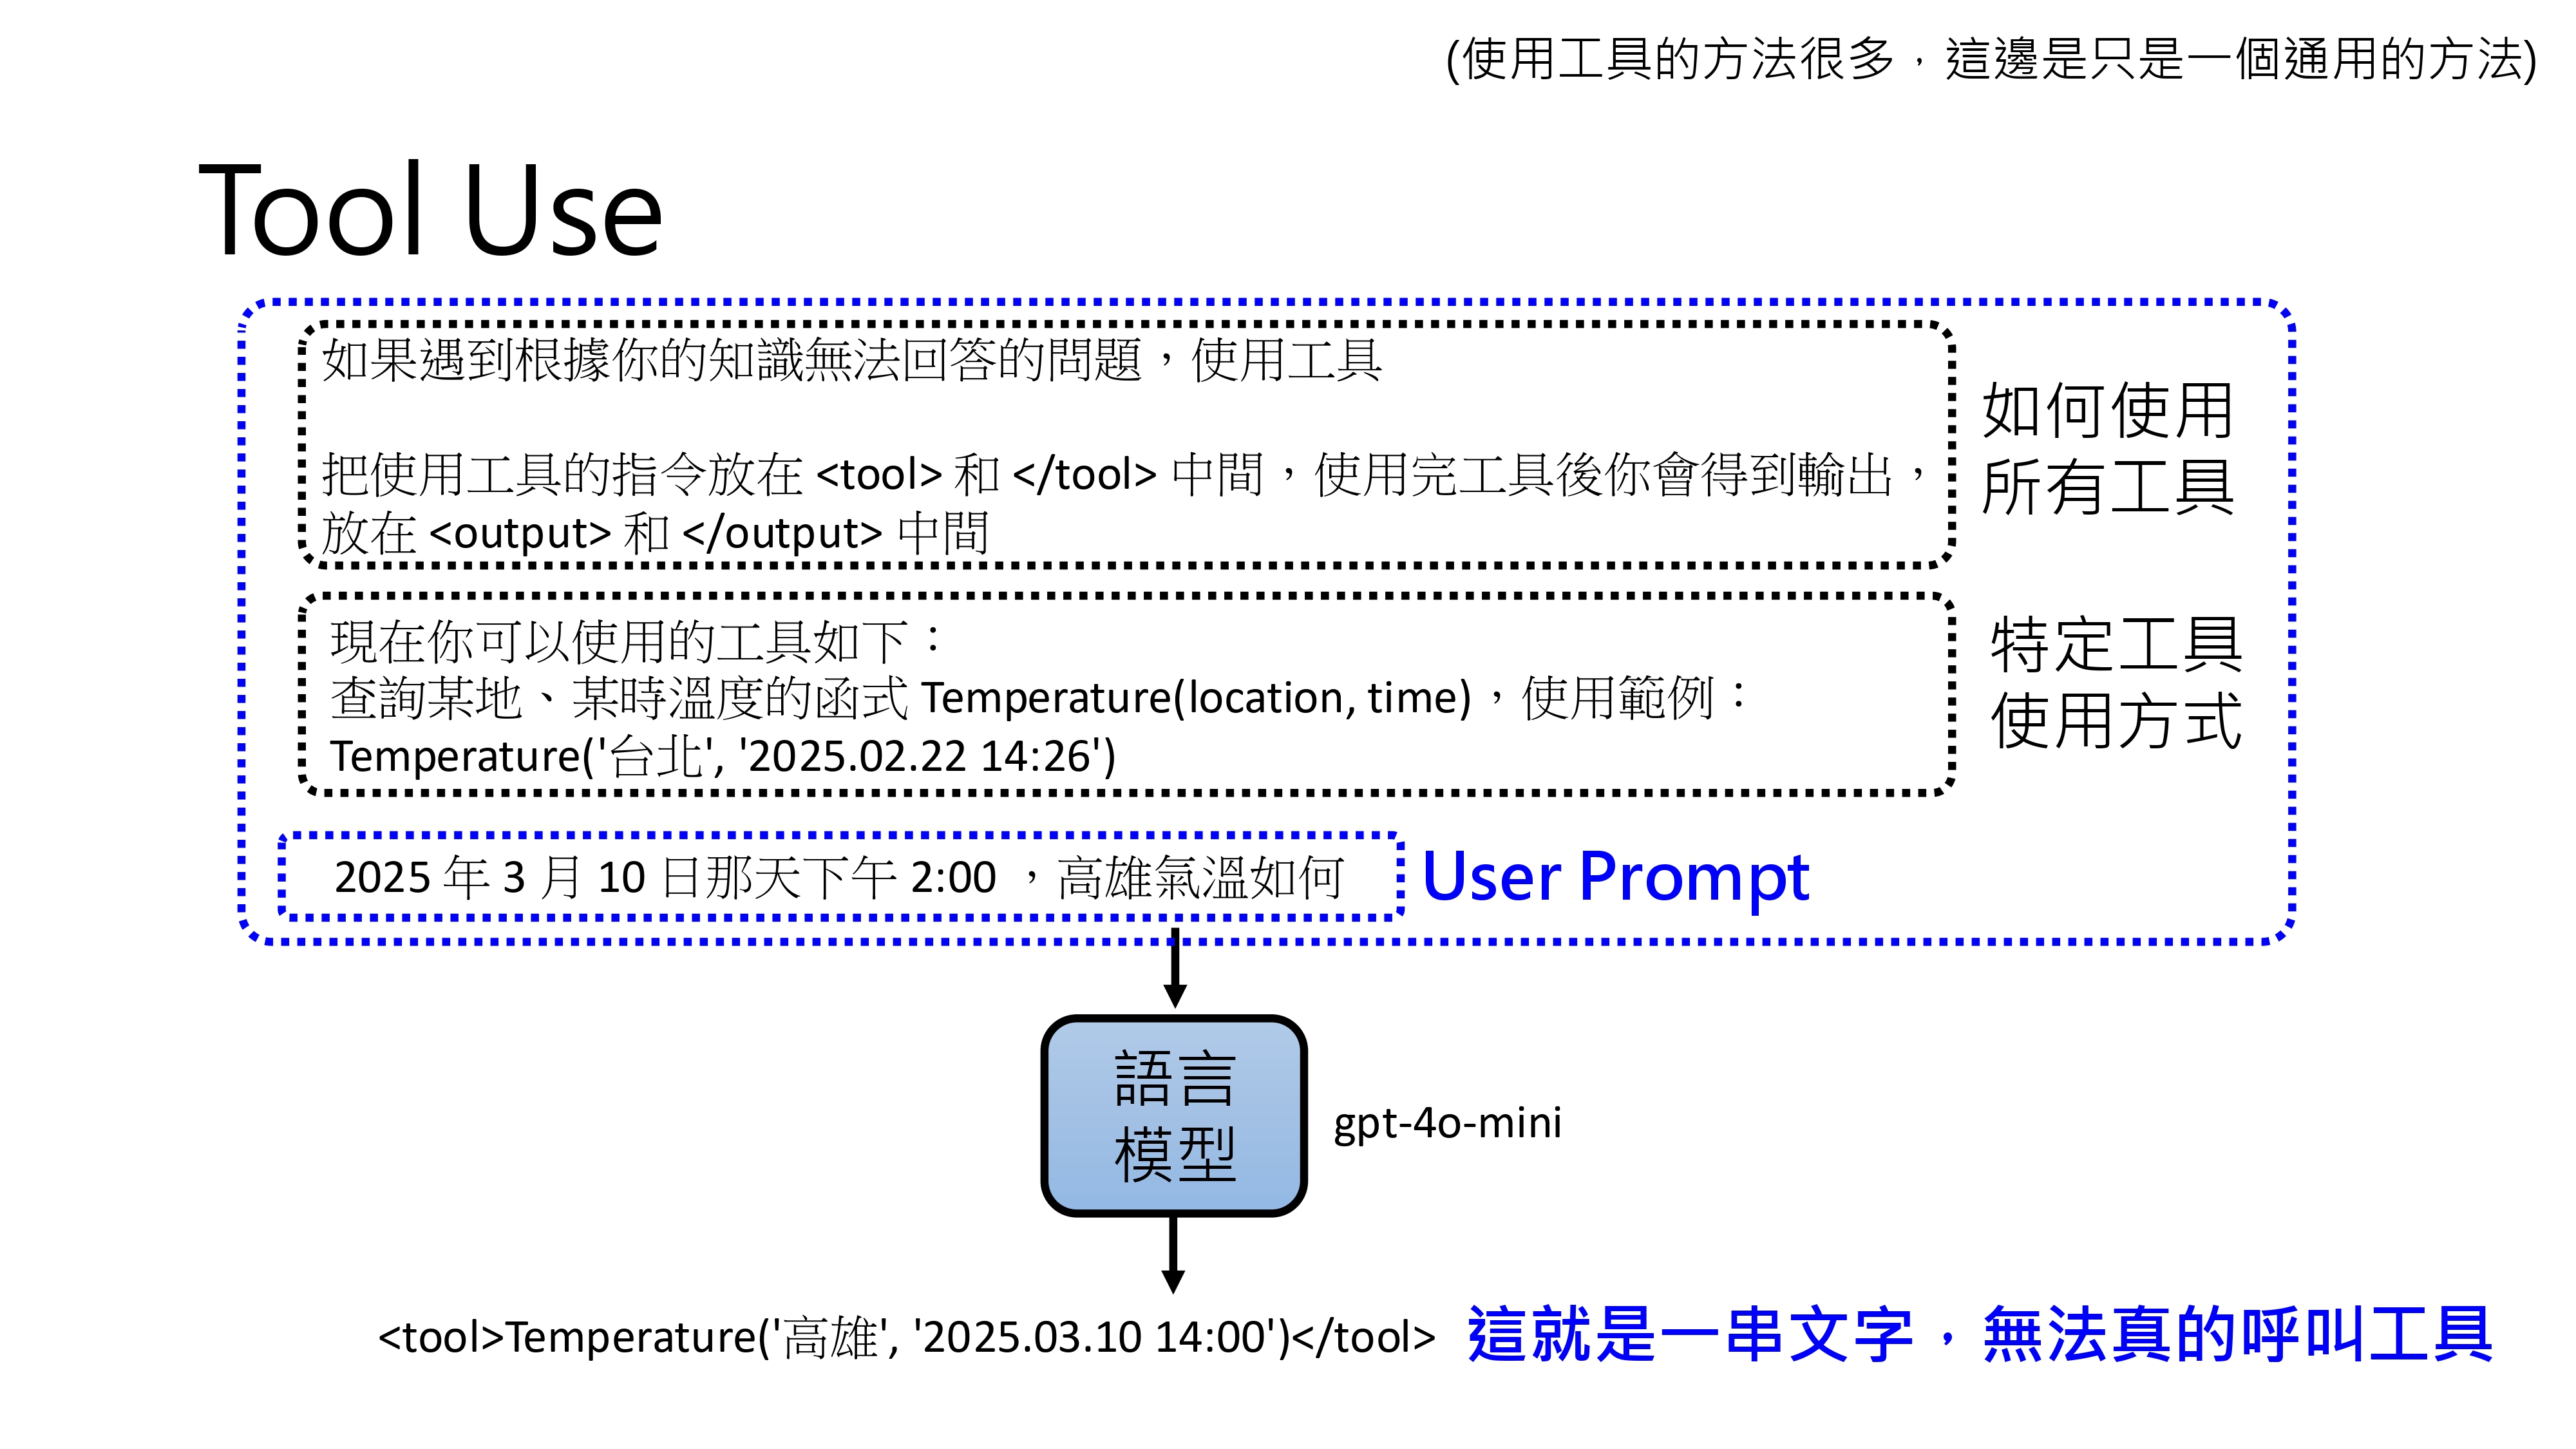 (使用工具的方法很多，這邊是只是一個通用的方法)
Tool Use
如果遇到根據你的知識無法回答的問題，使用工具
把使用工具的指令放在 <tool> 和 </tool> 中間，使用完工具後你會得到輸出，
放在 <output> 和 </output> 中間
如何使用
所有工具
現在你可以使用的工具如下：
查詢某地、某時溫度的函式 Temperature(location, time)，使用範例：
Temperature('台北', '2025.02.22 14:26')
特定工具
使用方式
2025 年 3 月 10 日那天下午 2:00 ，高雄氣溫如何
User Prompt
語言
模型
gpt-4o-mini
<tool>Temperature('高雄', '2025.03.10 14:00')</tool>
這就是一串文字，無法真的呼叫工具